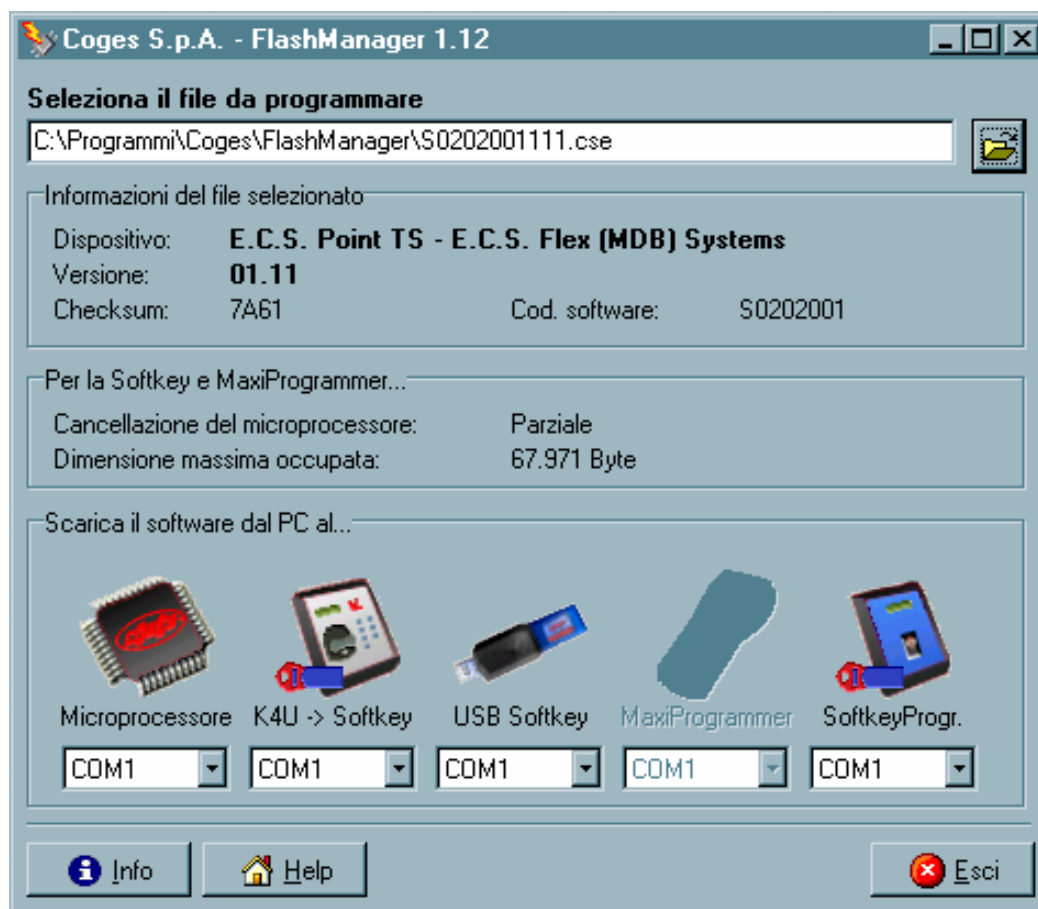 Coges S.p.A. - FlashManager 1.12
Seleziona il file da programmare
C:\Programmi\Coges\FlashManager\S0202001111.cse
Informazioni del file selezionato
Dispositivo: E.C.S. Point TS - E.C.S. Flex (MDB) Systems
Versione: 01.11
Checksum: 7A61 Cod. software: S0202001
Per la Softkey e MaxiProgrammer...
Cancellazione del microprocessore: Parziale
Dimensione massima occupata: 67.971 Byte
Scarica il software dal PC al...
Microprocessore K4U -> Softkey USB Softkey MaxiProgrammer SoftkeyProgr.
COM1 COM1 COM1 COM1 COM1
Info Help Esci